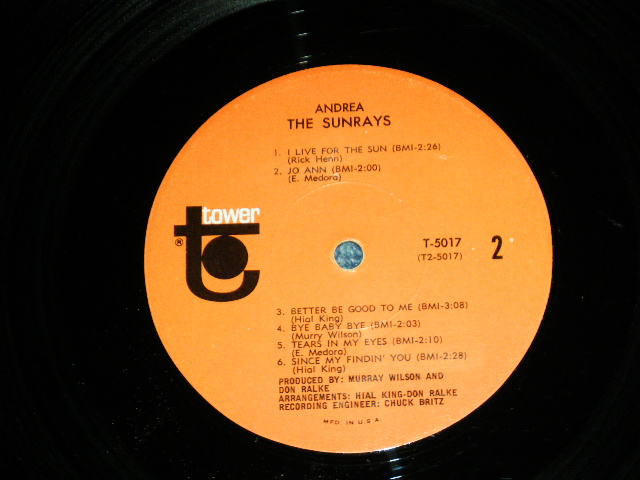 ANDREA
THE SUNRAYS
1. I LIVE FOR THE SUN (BMI-2:26)
(Rick Henn)
2. JO ANN (BMI-2:00)
(E. Medora)
tower
®
T-5017
(T2-5017)
2
3. BETTER BE GOOD TO ME (BMI-3:08)
(Hial King)
4. BYE BABY BYE (BMI-2:03)
(Murry Wilson)
5. TEARS IN MY EYES (BMI-2:10)
(E. Medora)
6. SINCE MY FINDIN' YOU (BMI-2:28)
(Hial King)
PRODUCED BY: MURRAY WILSON AND
DON RALKE
ARRANGEMENTS: HIAL KING-DON RALKE
RECORDING ENGINEER: CHUCK BRITZ
MFD. IN U.S.A.